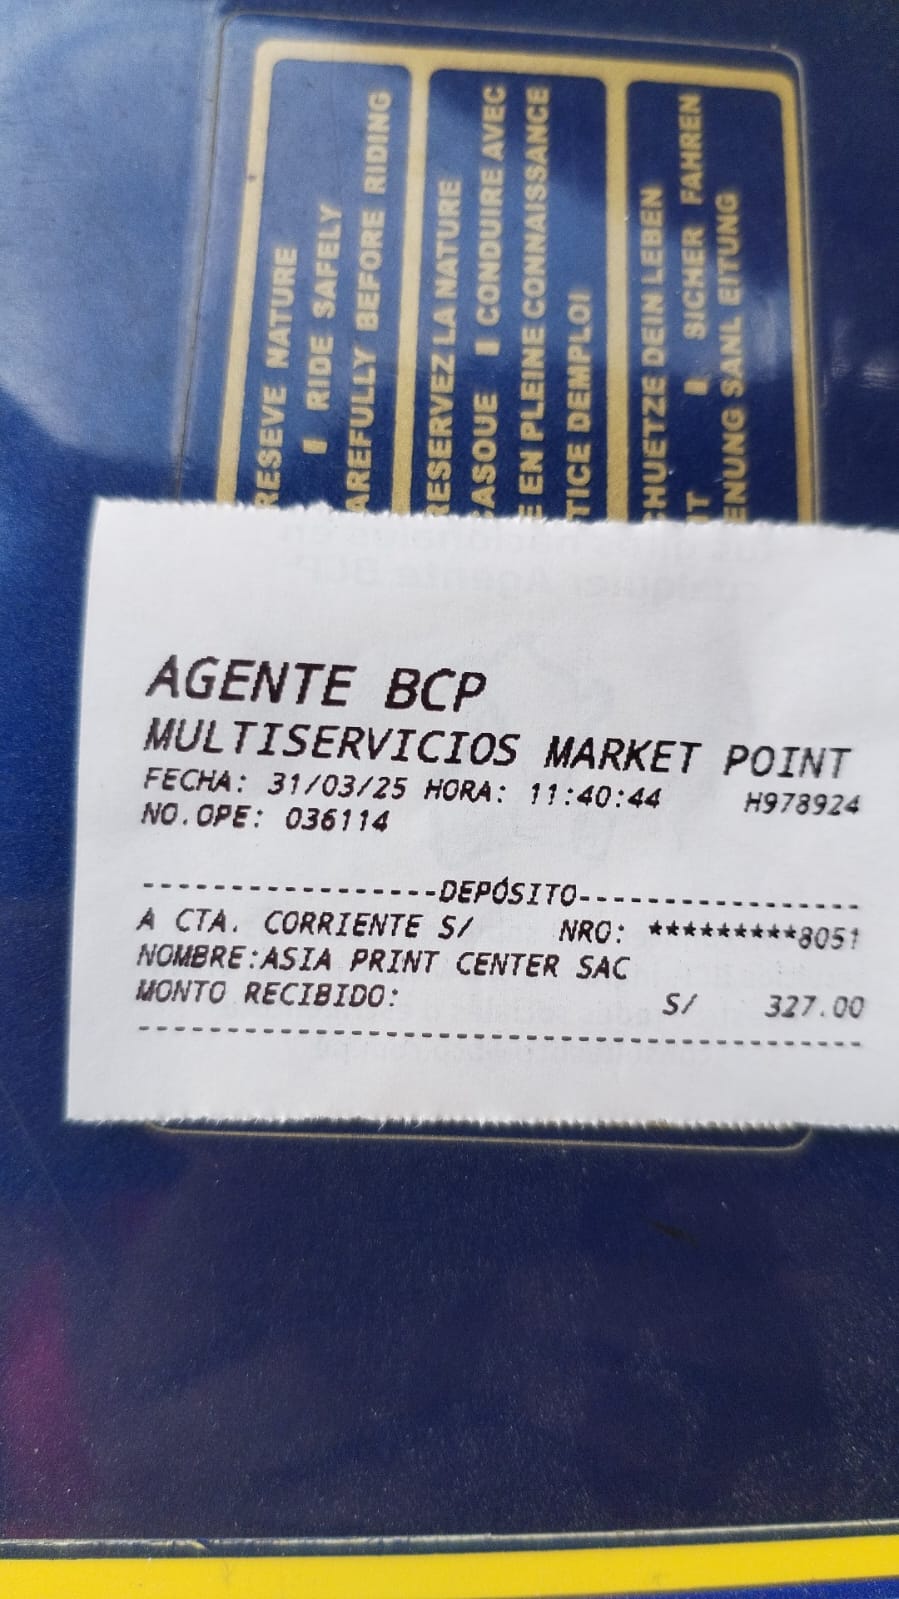 RESEVE NATURE
RIDE SAFELY
AREFULLY BEFORE RIDING
RESERVEZ LA NATURE
CASQUE CONDUIRE AVEC
E EN PLEINE CONNAISSANCE
TICE DEMPLOI
CHUETZE DEIN LEBEN
NT SICHER FAHREN
ENUNG SANL EITUNG
AGENTE BCP
MULTISERVICIOS MARKET POINT
FECHA: 31/03/25 HORA: 11:40:44 H978924
NO.OPE: 036114
-----------------DEPÓSITO----------------
A CTA. CORRIENTE S/ NRO: *********8051
NOMBRE:ASIA PRINT CENTER SAC
MONTO RECIBIDO: S/ 327.00